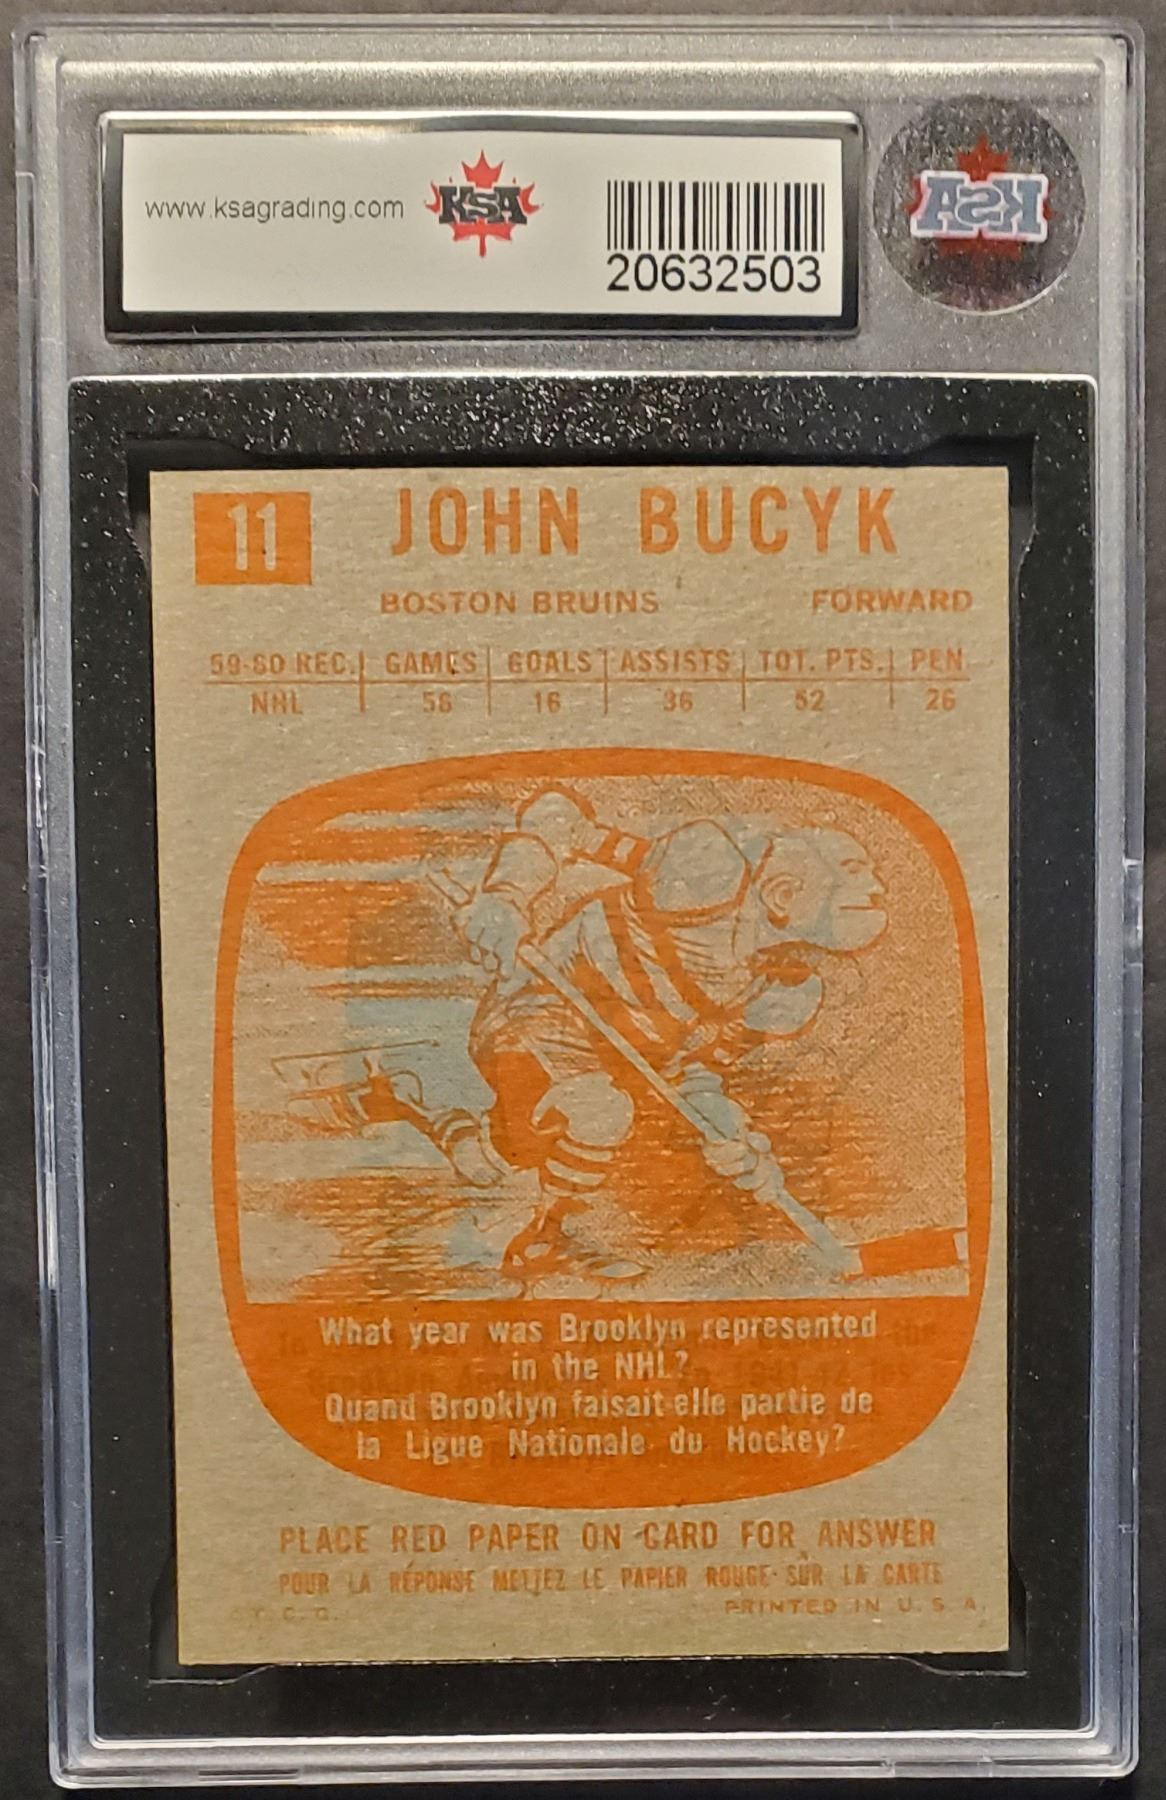 www.ksagrading.com
KSA
20632503
KSA
11
JOHN BUCYK
BOSTON BRUINS FORWARD
59-60 REC. GAMES GOALS ASSISTS TOT. PTS. PEN.
NHL 56 16 36 52 26
What year was Brooklyn represented
in the NHL?
Quand Brooklyn faisait-elle partie de
la Ligue Nationale du Hockey?
PLACE RED PAPER ON CARD FOR ANSWER
POUR LA RÉPONSE METTEZ LE PAPIER ROUGE SUR LA CARTE
T. C. G. PRINTED IN U. S. A.